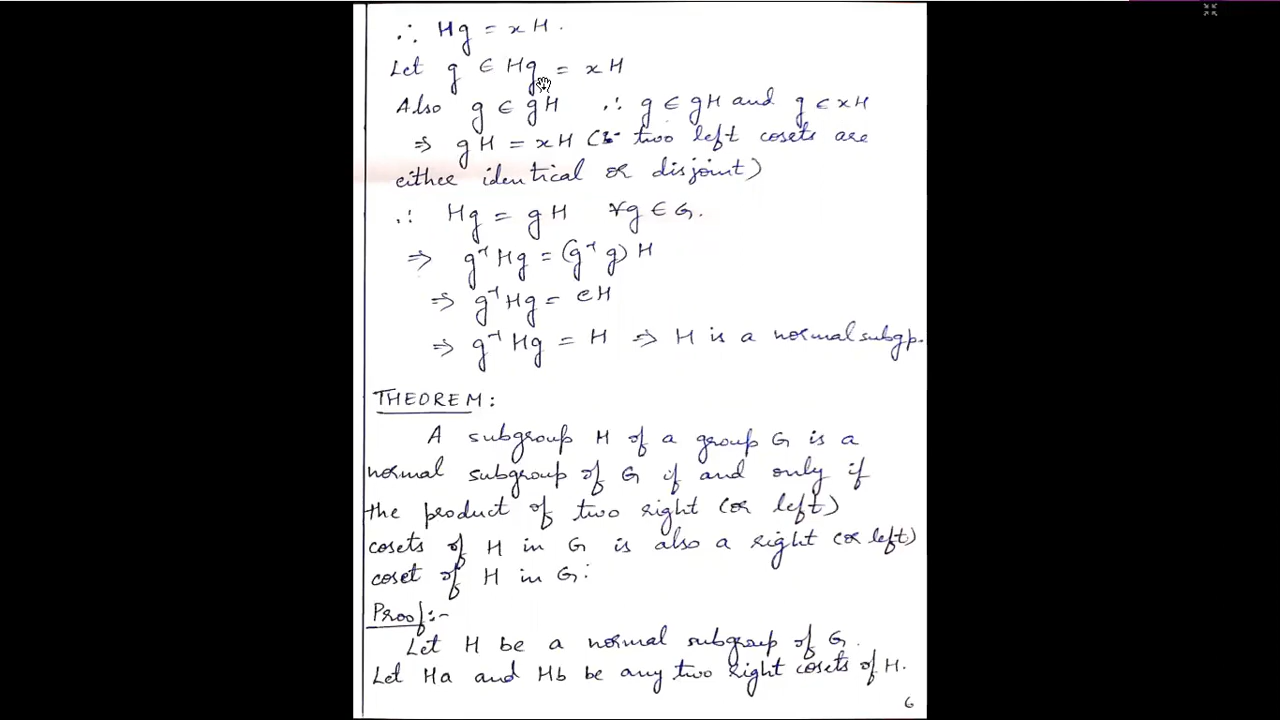 ∴ Hg = xH.
Let g ∈ Hg = xH
Also g ∈ gH ∴ g ∈ gH and g ∈ xH
⇒ gH = xH (∵ two left cosets are
either identical or disjoint)
∴ Hg = gH ∀g ∈ G.
⇒ g⁻¹Hg = (g⁻¹g)H
⇒ g⁻¹Hg = eH
⇒ g⁻¹Hg = H ⇒ H is a normal subgp.
THEOREM:
A subgroup H of a group G is a
normal subgroup of G if and only if
the product of two right (or left)
cosets of H in G is also a right (or left)
coset of H in G:
Proof:-
Let H be a normal subgroup of G.
Let Ha and Hb be any two right cosets of H.
6